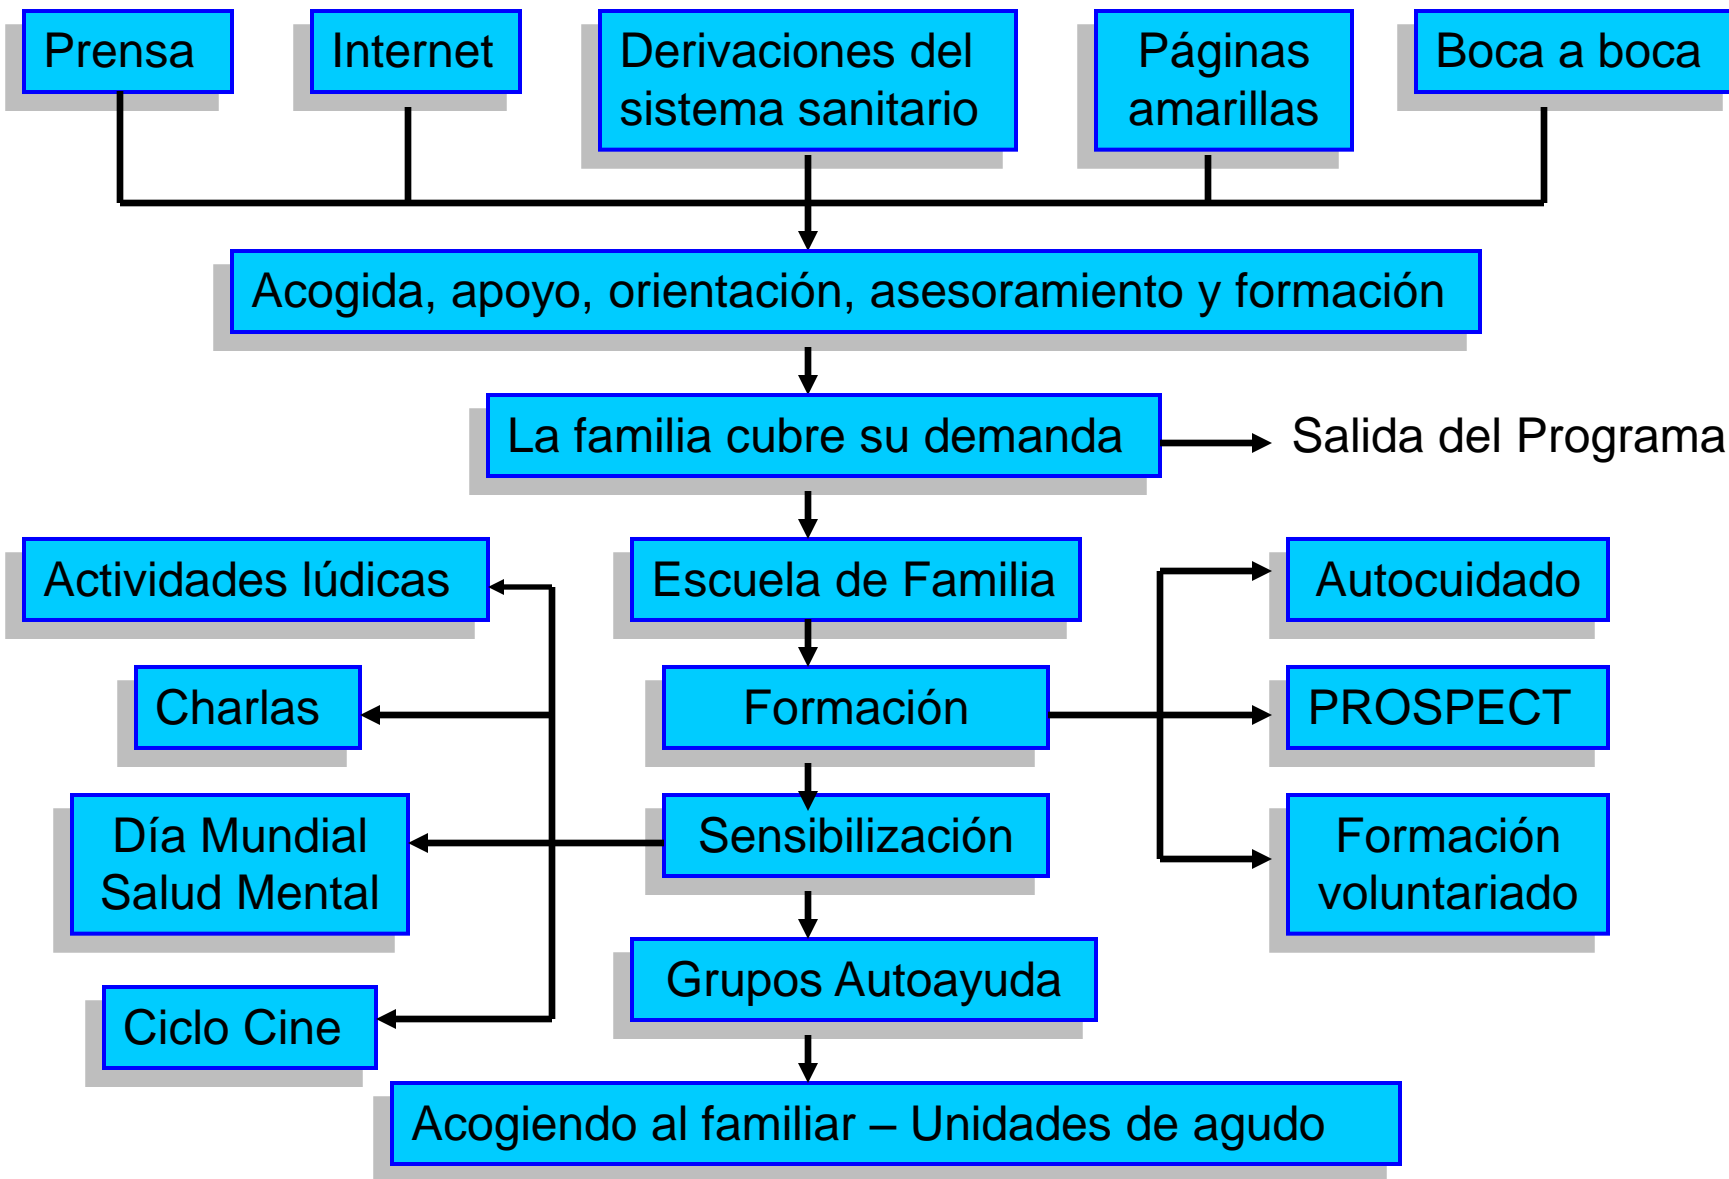 Prensa
Internet
Derivaciones del
sistema sanitario
Páginas
amarillas
Boca a boca
Acogida, apoyo, orientación, asesoramiento y formación
La familia cubre su demanda
Salida del Programa
Actividades lúdicas
Escuela de Familia
Autocuidado
Charlas
Formación
PROSPECT
Día Mundial
Salud Mental
Sensibilización
Formación
voluntariado
Grupos Autoayuda
Ciclo Cine
Acogiendo al familiar – Unidades de agudo